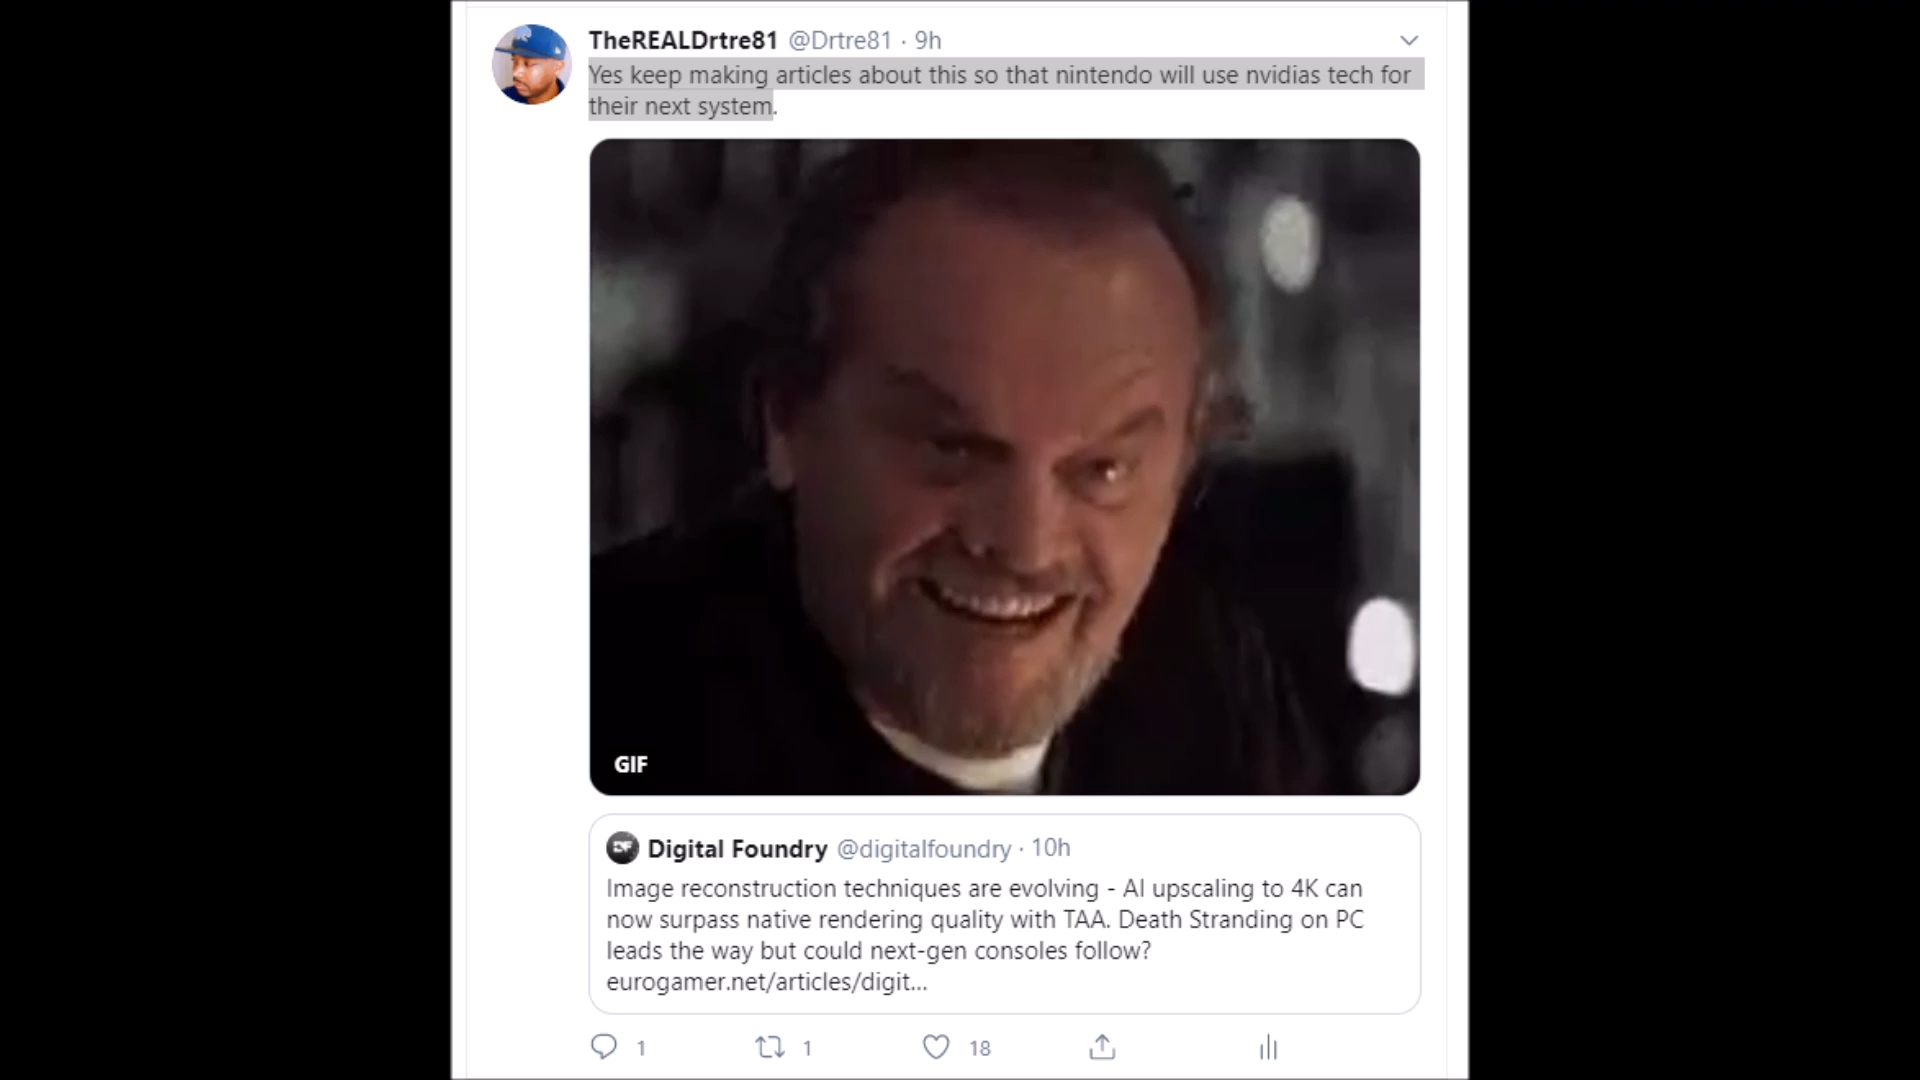 TheREALDrtre81 @Drtre81 · 9h
Yes keep making articles about this so that nintendo will use nvidias tech for
their next system.
GIF
DF Digital Foundry @digitalfoundry · 10h
Image reconstruction techniques are evolving - AI upscaling to 4K can
now surpass native rendering quality with TAA. Death Stranding on PC
leads the way but could next-gen consoles follow?
eurogamer.net/articles/digit...
1 1 18